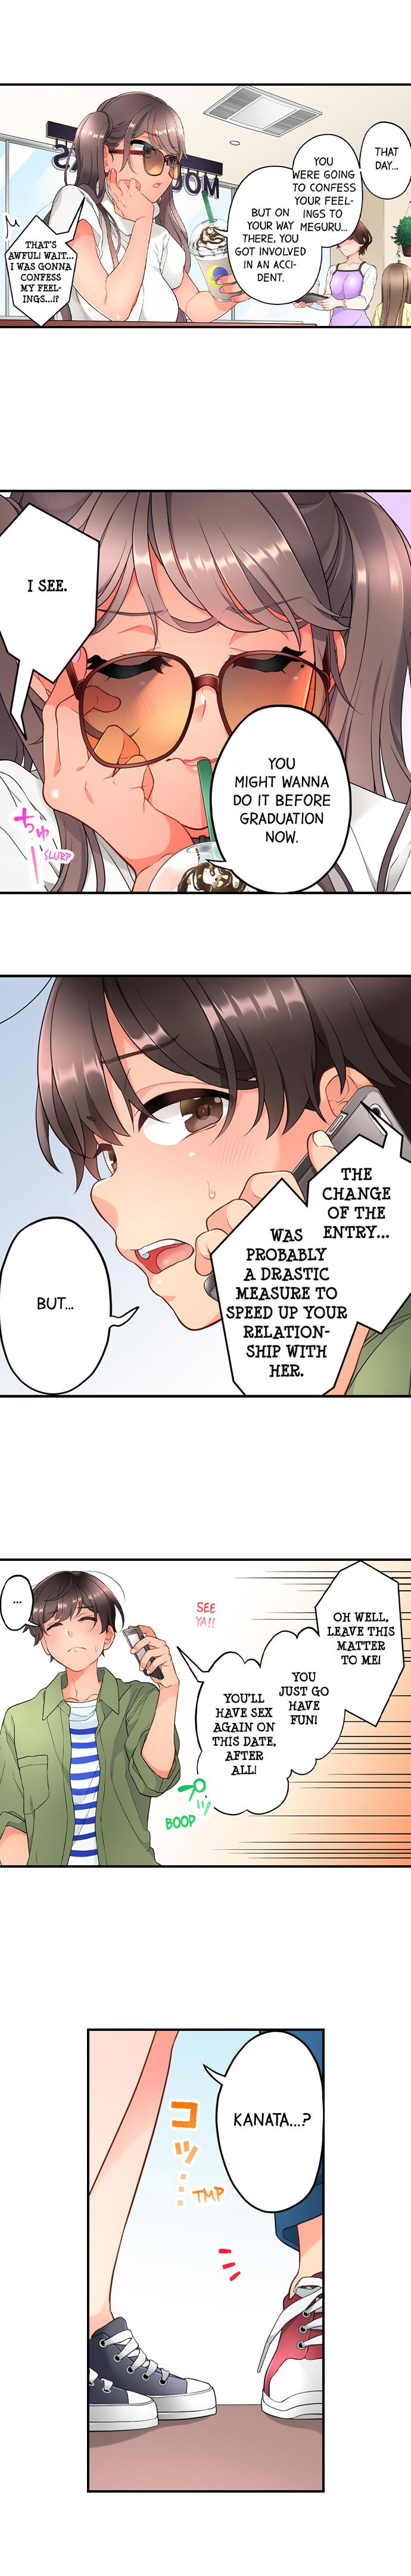 THAT
DAY...
YOU
WERE GOING
TO CONFESS
YOUR FEEL-
INGS TO
MEGURU...
BUT ON
YOUR WAY
THERE, YOU
GOT INVOLVED
IN AN ACCI-
DENT.
THAT'S
AWFUL! WAIT...
I WAS GONNA
CONFESS
MY FEEL-
INGS...!?
I SEE.
YOU
MIGHT WANNA
DO IT BEFORE
GRADUATION
NOW.
ちゅ
SLURP
THE
CHANGE
OF THE
ENTRY...
WAS
PROBABLY
A DRASTIC
MEASURE TO
SPEED UP YOUR
RELATION-
SHIP WITH
HER.
BUT...
OH WELL,
LEAVE THIS
MATTER
TO ME!
YOU
JUST GO
HAVE
FUN!
YOU'LL
HAVE SEX
AGAIN ON
THIS DATE,
AFTER
ALL!
SEE
YA!!
...
BOOP
KANATA...?
コツ...
TMP